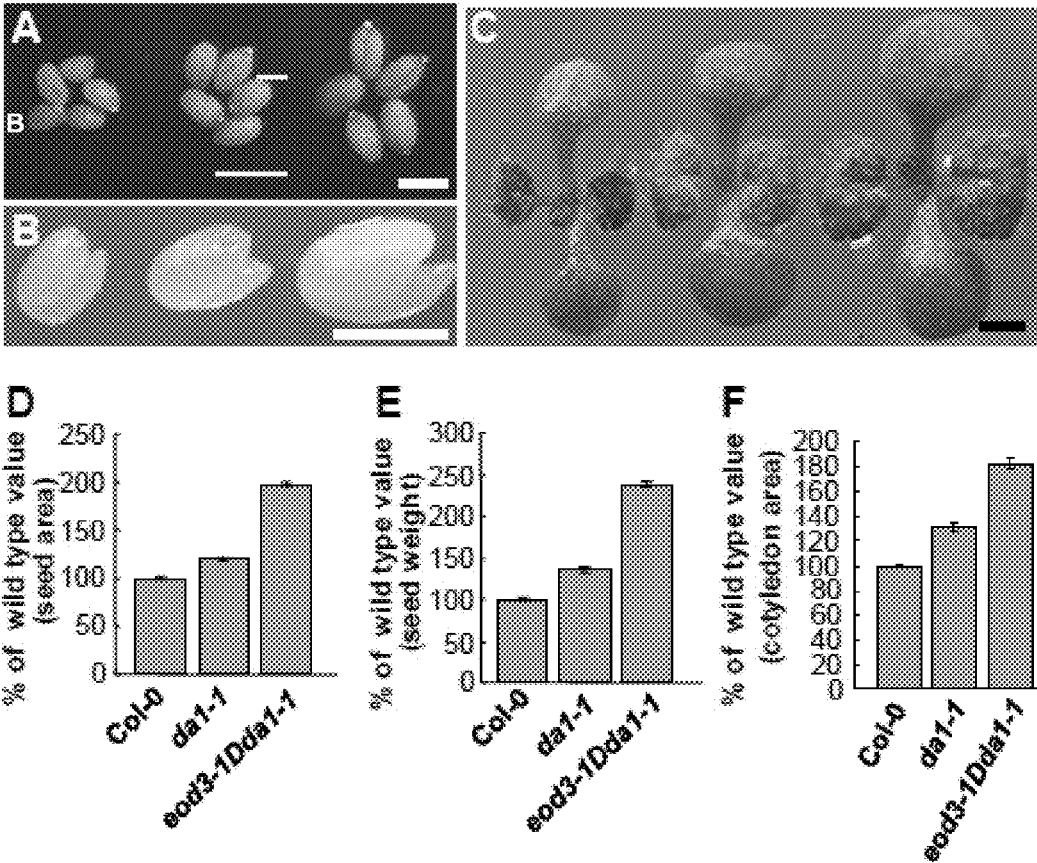 A
B
B
C
D
% of wild type value
(seed area)
250
200
150
100
50
0
Col-0
da1-1
eod3-1Dda1-1
E
% of wild type value
(seed weight)
300
250
200
150
100
50
0
Col-0
da1-1
eod3-1Dda1-1
F
% of wild type value
(cotyledon area)
200
180
160
140
120
100
80
60
40
20
0
Col-0
da1-1
eod3-1Dda1-1